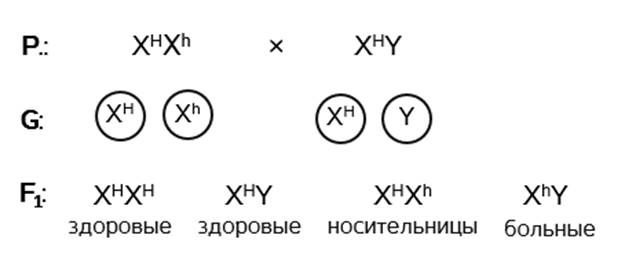 P.: XᴴXʰ × XᴴY
G: Xᴴ Xʰ Xᴴ Y
F₁: XᴴXᴴ XᴴY XᴴXʰ XʰY
здоровые здоровые носительницы больные